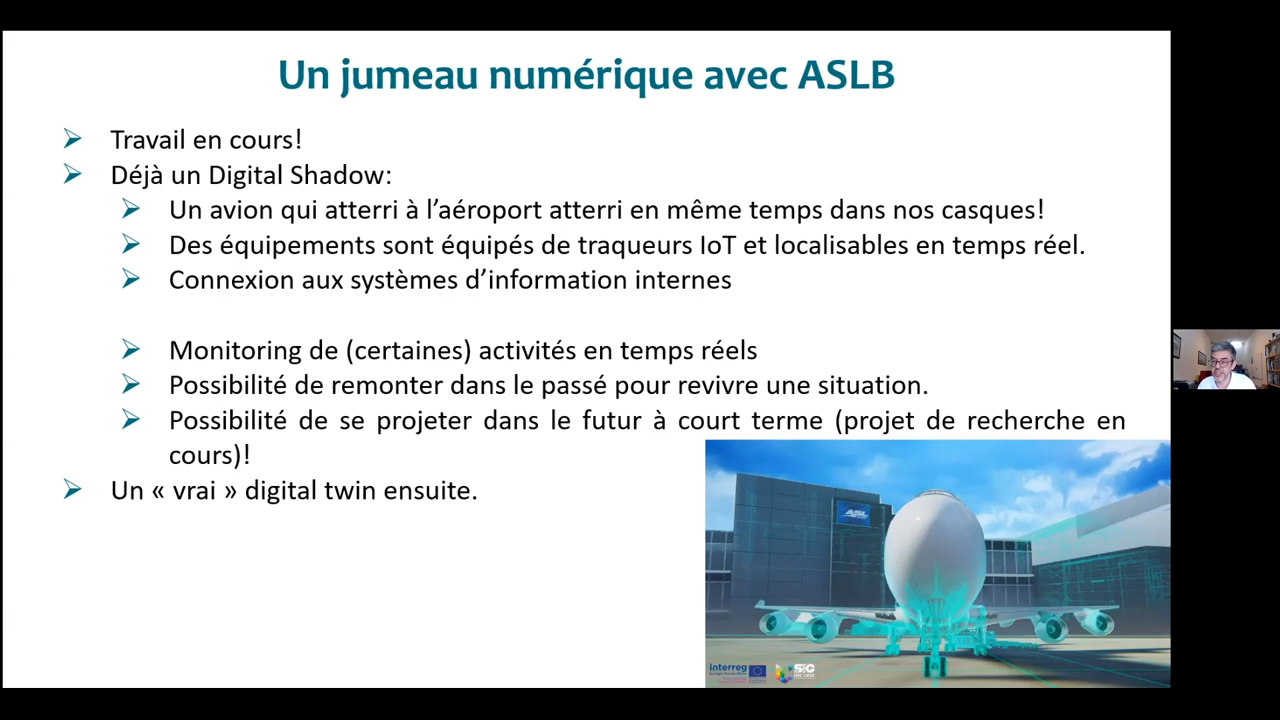 Un jumeau numérique avec ASLB
Travail en cours!
Déjà un Digital Shadow:
Un avion qui atterri à l’aéroport atterri en même temps dans nos casques!
Des équipements sont équipés de traqueurs IoT et localisables en temps réel.
Connexion aux systèmes d’information internes
Monitoring de (certaines) activités en temps réels
Possibilité de remonter dans le passé pour revivre une situation.
Possibilité de se projeter dans le futur à court terme (projet de recherche en
cours)!
Un « vrai » digital twin ensuite.
ASL
Interreg